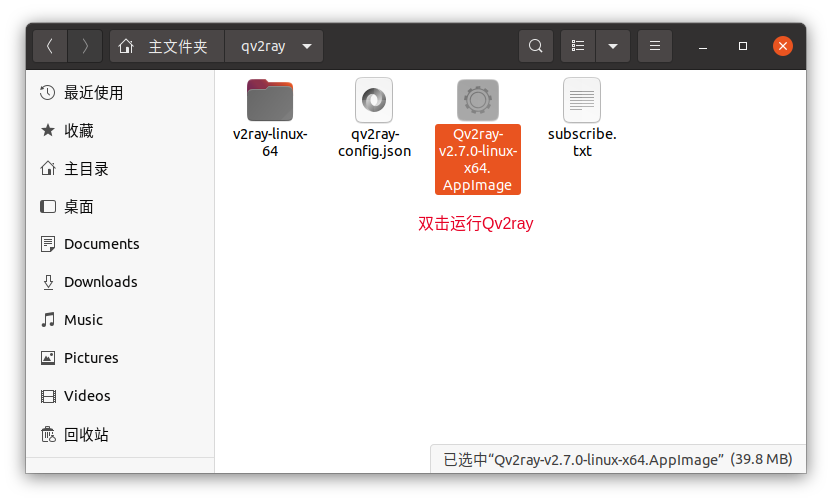 主文件夹
qv2ray
最近使用
收藏
主目录
桌面
Documents
Downloads
Music
Pictures
Videos
回收站
v2ray-linux-
64
qv2ray-
config.json
Qv2ray-
v2.7.0-linux-
x64.
AppImage
subscribe.
txt
双击运行Qv2ray
已选中“Qv2ray-v2.7.0-linux-x64.AppImage” (39.8 MB)